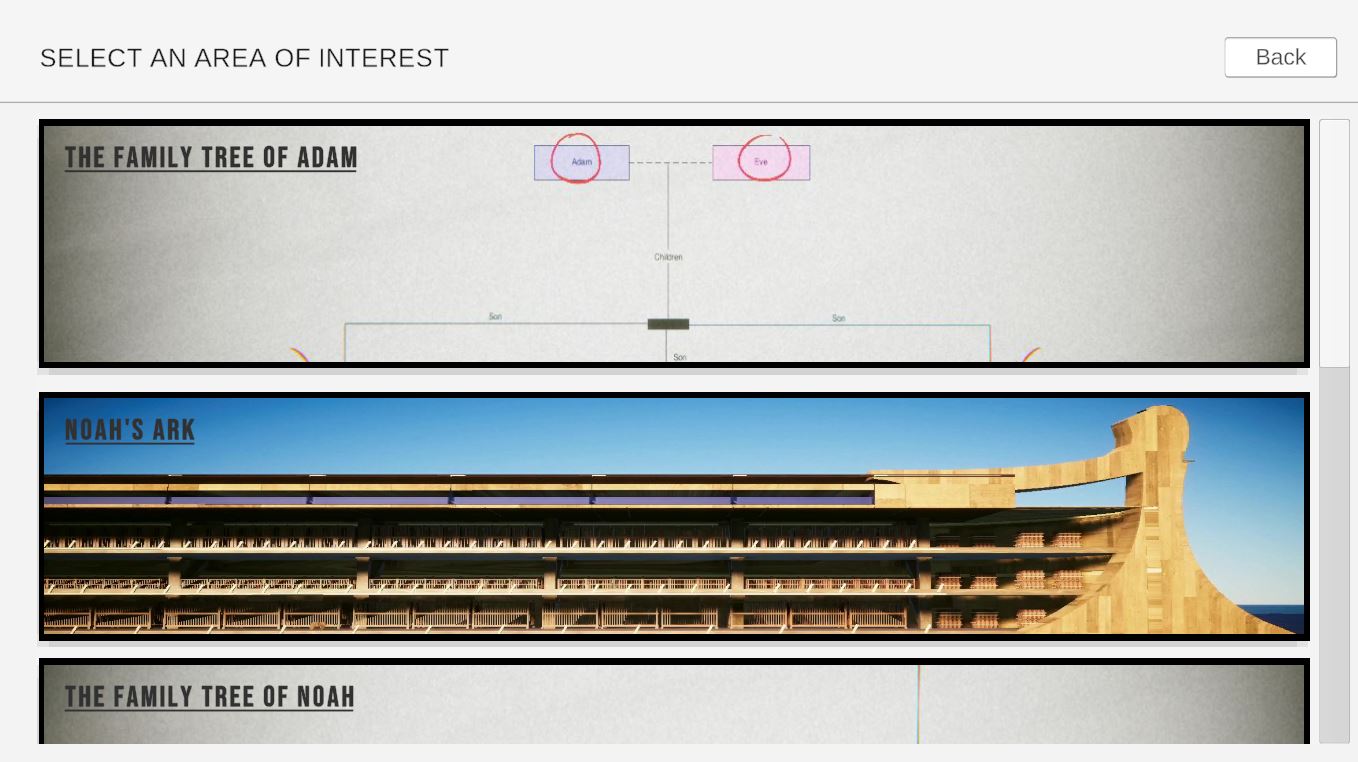 SELECT AN AREA OF INTEREST
Back
THE FAMILY TREE OF ADAM
Adam
Eve
Children
Son
Son
Son
NOAH'S ARK
THE FAMILY TREE OF NOAH